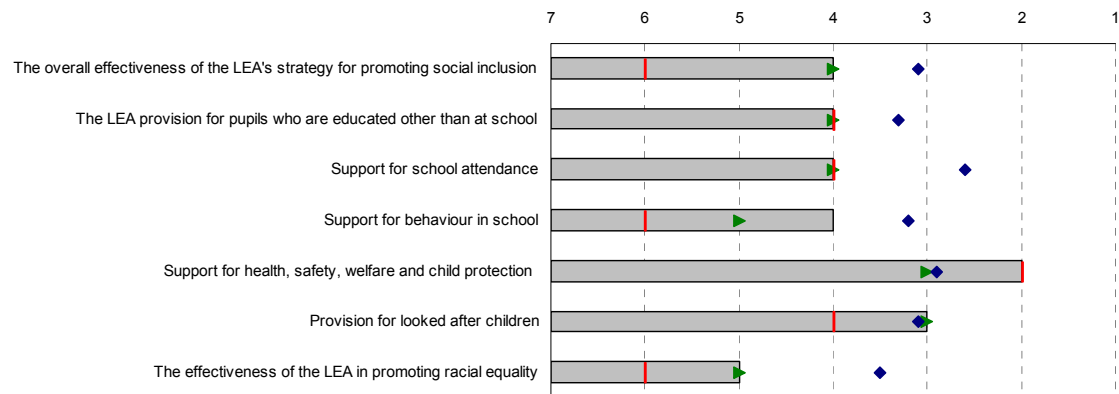 7 6 5 4 3 2 1
The overall effectiveness of the LEA's strategy for promoting social inclusion
The LEA provision for pupils who are educated other than at school
Support for school attendance
Support for behaviour in school
Support for health, safety, welfare and child protection
Provision for looked after children
The effectiveness of the LEA in promoting racial equality